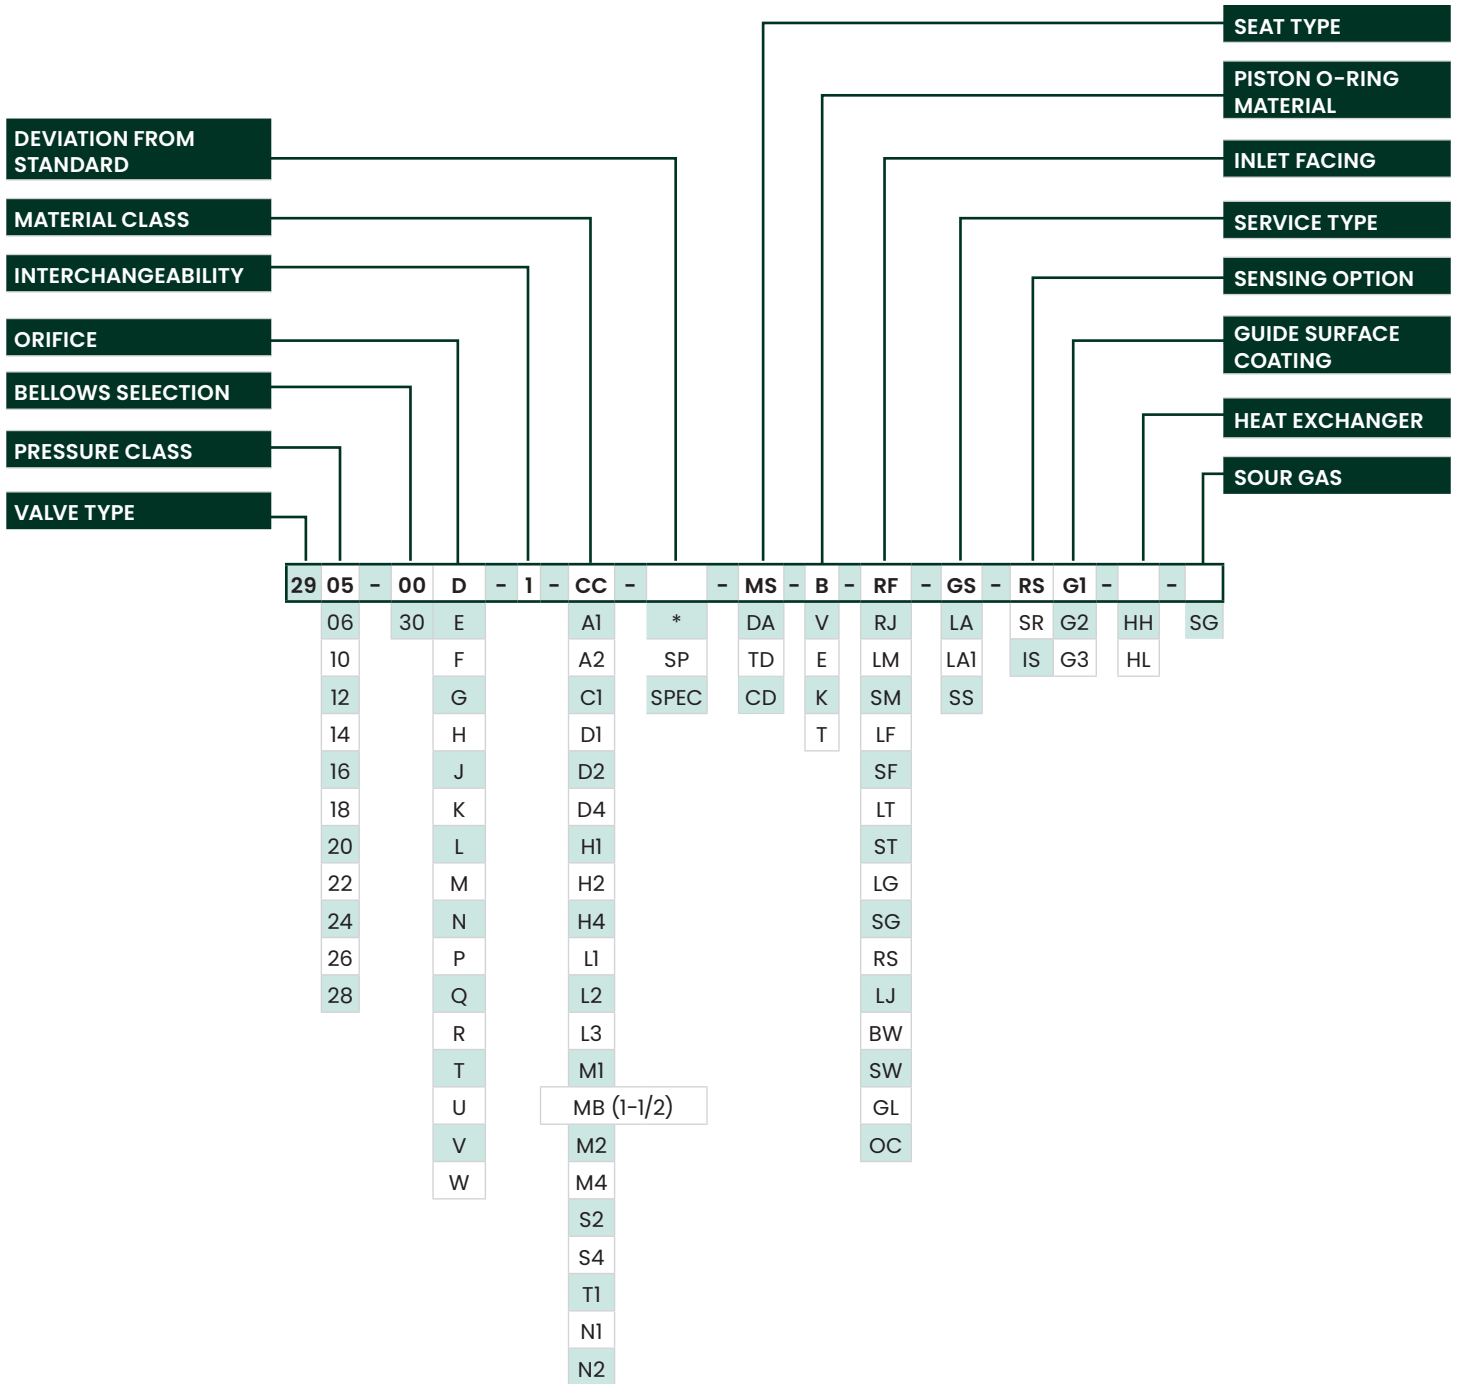 SEAT TYPE
PISTON O-RING
MATERIAL
INLET FACING
SERVICE TYPE
SENSING OPTION
GUIDE SURFACE
COATING
HEAT EXCHANGER
SOUR GAS
DEVIATION FROM
STANDARD
MATERIAL CLASS
INTERCHANGEABILITY
ORIFICE
BELLOWS SELECTION
PRESSURE CLASS
VALVE TYPE
29 05 - 00 D - 1 - CC - - MS - B - RF - GS - RS G1 - -
06 30 E A1 * DA V RJ LA SR G2 HH SG
10 F A2 SP TD E LM LA1 IS G3 HL
12 G C1 SPEC CD K SM SS
14 H D1 T LF
16 J D2 SF
18 K D4 LT
20 L H1 ST
22 M H2 LG
24 N H4 SG
26 P L1 RS
28 Q L2 LJ
R L3 BW
T M1 SW
U MB (1-1/2) GL
V M2 OC
W M4
S2
S4
T1
N1
N2